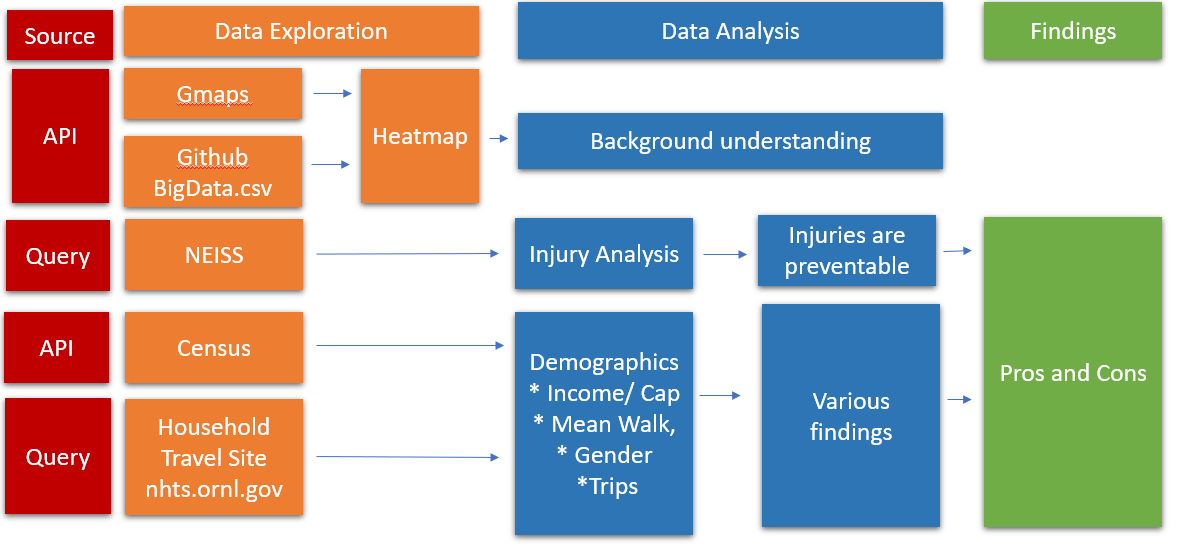 Source
Data Exploration
Data Analysis
Findings
API
Gmaps
Github
BigData.csv
Heatmap
Background understanding
Query
NEISS
Injury Analysis
Injuries are
preventable
API
Census
Demographics
* Income/ Cap
* Mean Walk,
* Gender
*Trips
Various
findings
Pros and Cons
Query
Household
Travel Site
nhts.ornl.gov